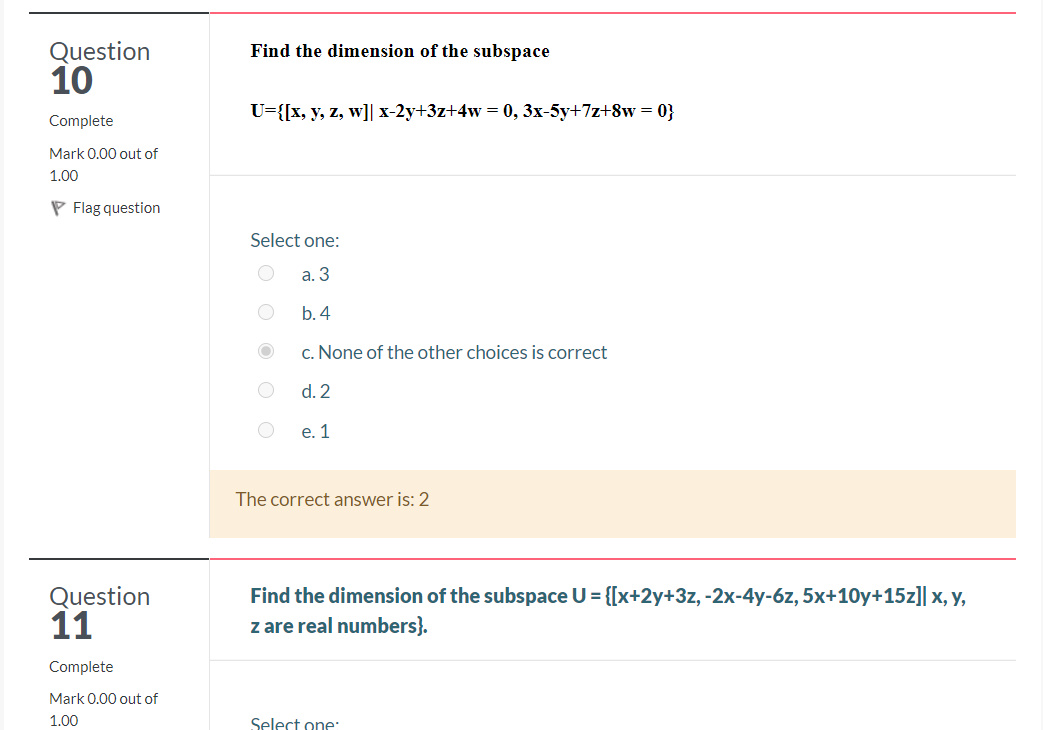 Question
10
Complete
Mark 0.00 out of
1.00
Flag question
Find the dimension of the subspace
U={[x, y, z, w]| x-2y+3z+4w = 0, 3x-5y+7z+8w = 0}
Select one:
a. 3
b. 4
c. None of the other choices is correct
d. 2
e. 1
The correct answer is: 2
Question
11
Complete
Mark 0.00 out of
1.00
Find the dimension of the subspace U = {[x+2y+3z, -2x-4y-6z, 5x+10y+15z]| x, y,
z are real numbers}.
Select one: